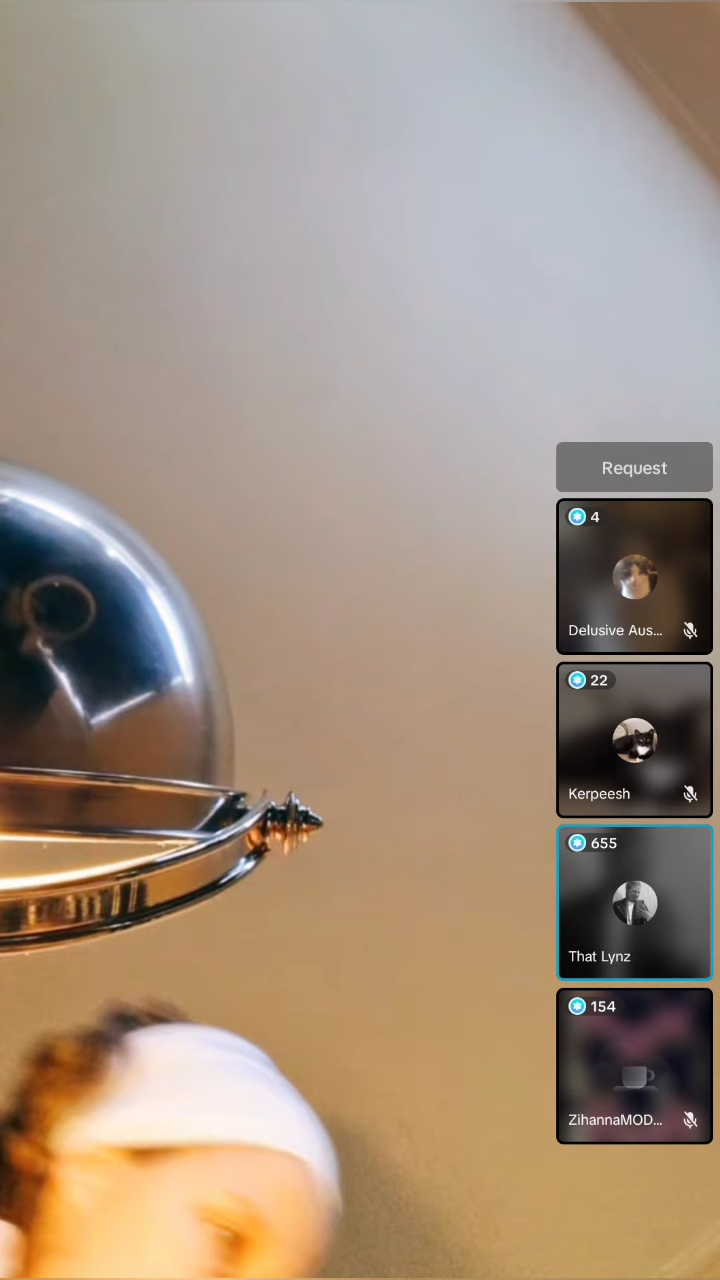 Request
4
Delusive Aus...
22
Kerpeesh
655
That Lynz
154
ZihannaMOD...